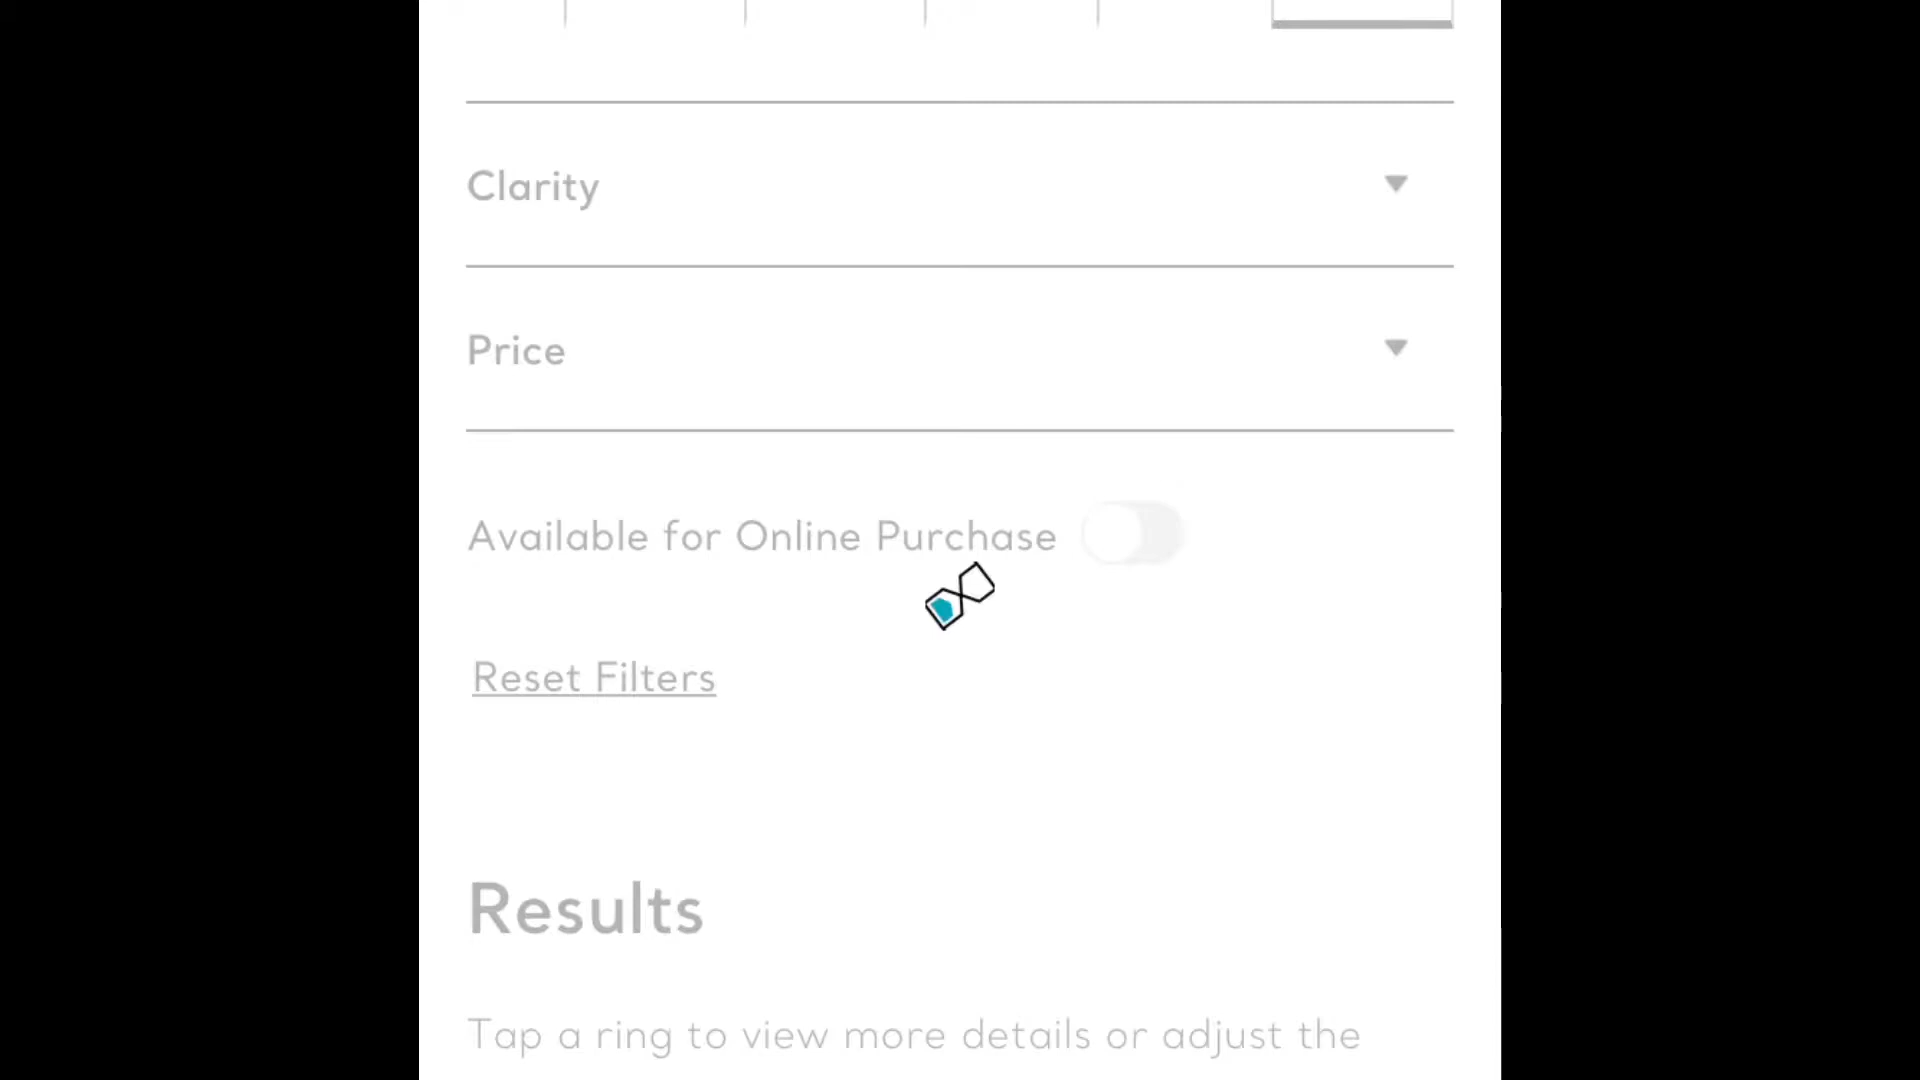 Clarity
Price
Available for Online Purchase
Reset Filters
Results
Tap a ring to view more details or adjust the